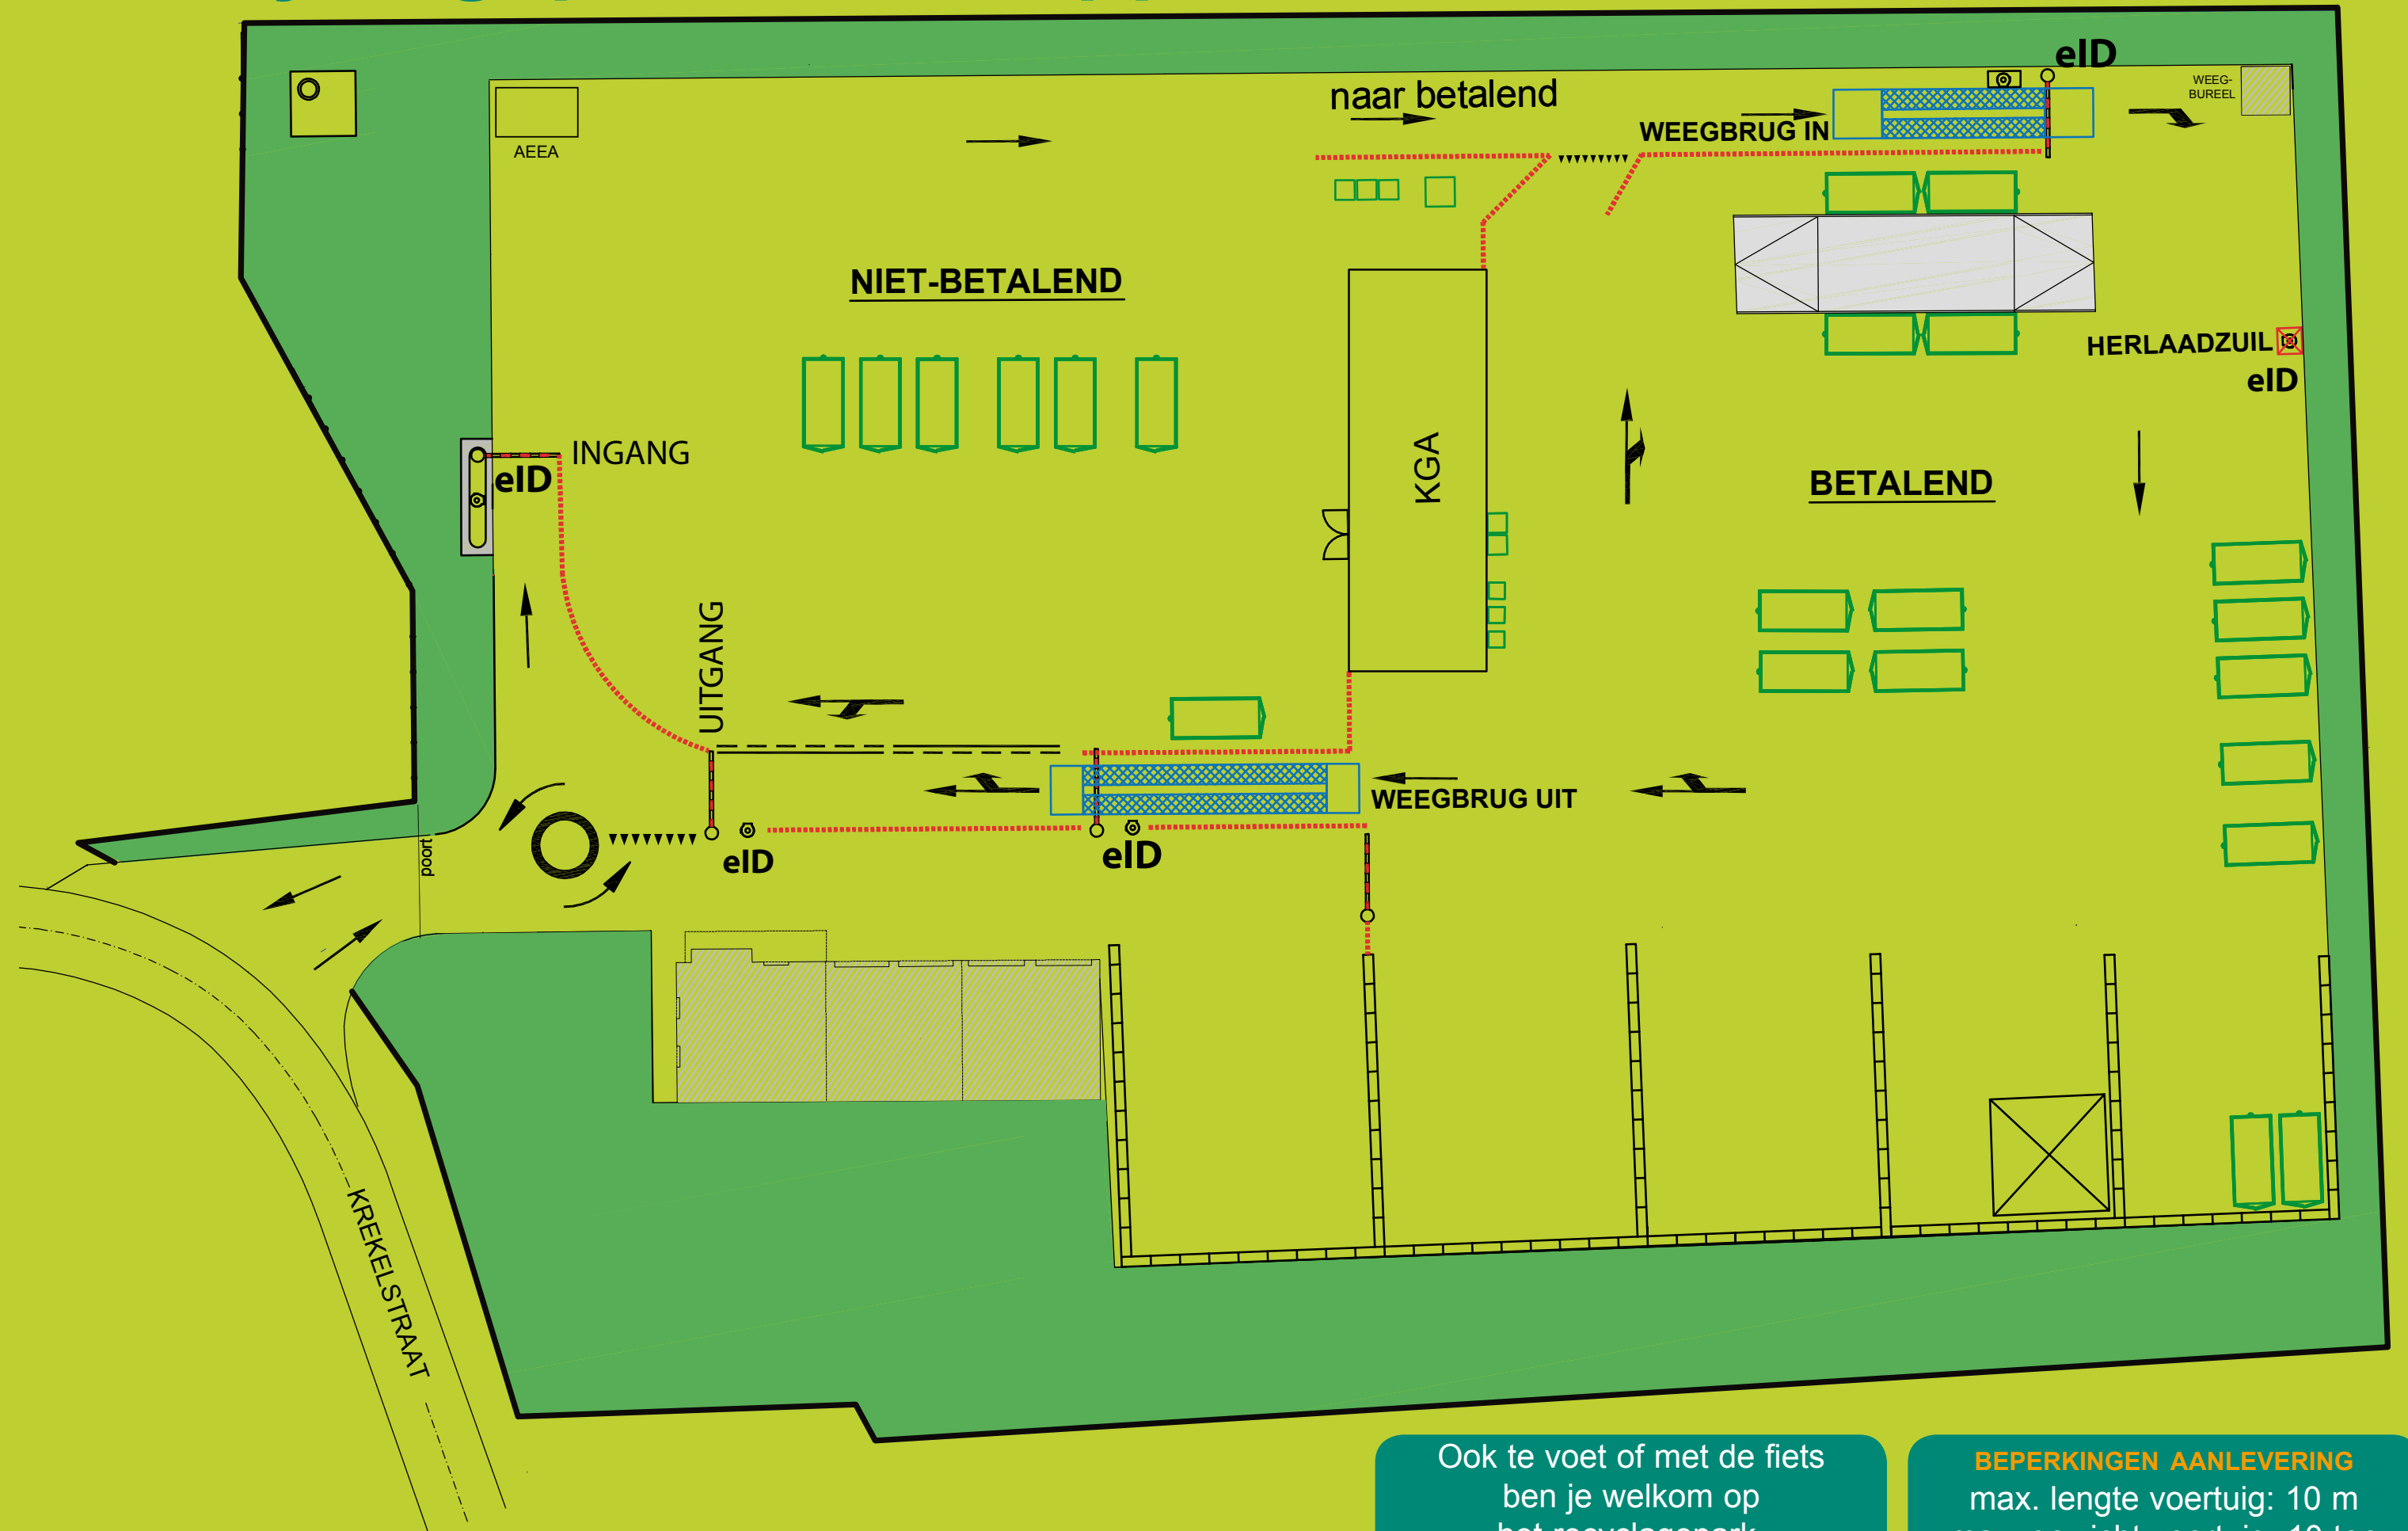 eID
WEEG-
BUREEL
naar betalend
WEEGBRUG IN
AEEA
NIET-BETALEND
HERLAADZUIL
eID
INGANG
eID
KGA
BETALEND
UITGANG
WEEGBRUG UIT
eID
eID
poort
KREKELSTRAAT
Ook te voet of met de fiets
ben je welkom op
het recyclagepark
BEPERKINGEN AANLEVERING
max. lengte voertuig: 10 m